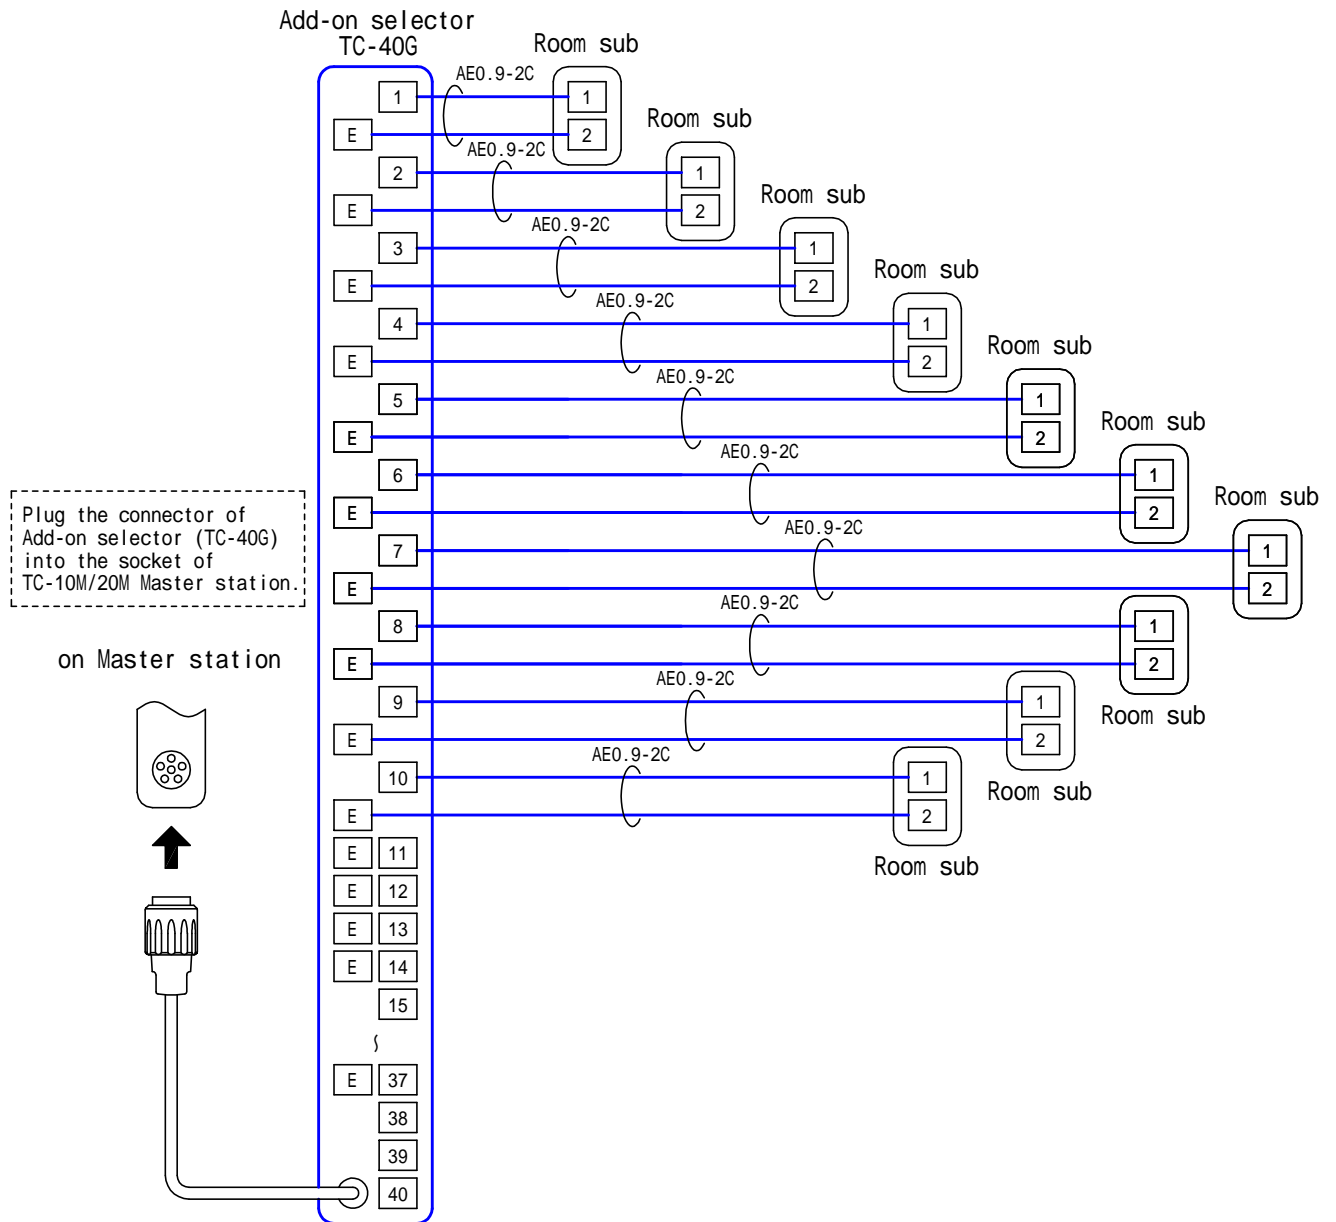 Add-on selector
TC-40G
Room sub
AE0.9-2C
1
1
E
2
Room sub
AE0.9-2C
2
1
E
2
Room sub
AE0.9-2C
3
1
E
2
Room sub
AE0.9-2C
4
1
E
2
Room sub
AE0.9-2C
5
1
E
2
Room sub
AE0.9-2C
6
1
E
2
Room sub
AE0.9-2C
7
1
E
2
Plug the connector of
Add-on selector (TC-40G)
into the socket of
TC-10M/20M Master station.
on Master station
AE0.9-2C
8
1
E
2
Room sub
AE0.9-2C
9
1
E
2
Room sub
AE0.9-2C
10
1
E
2
Room sub
E 11
E 12
E 13
E 14
15
~
E 37
38
39
40